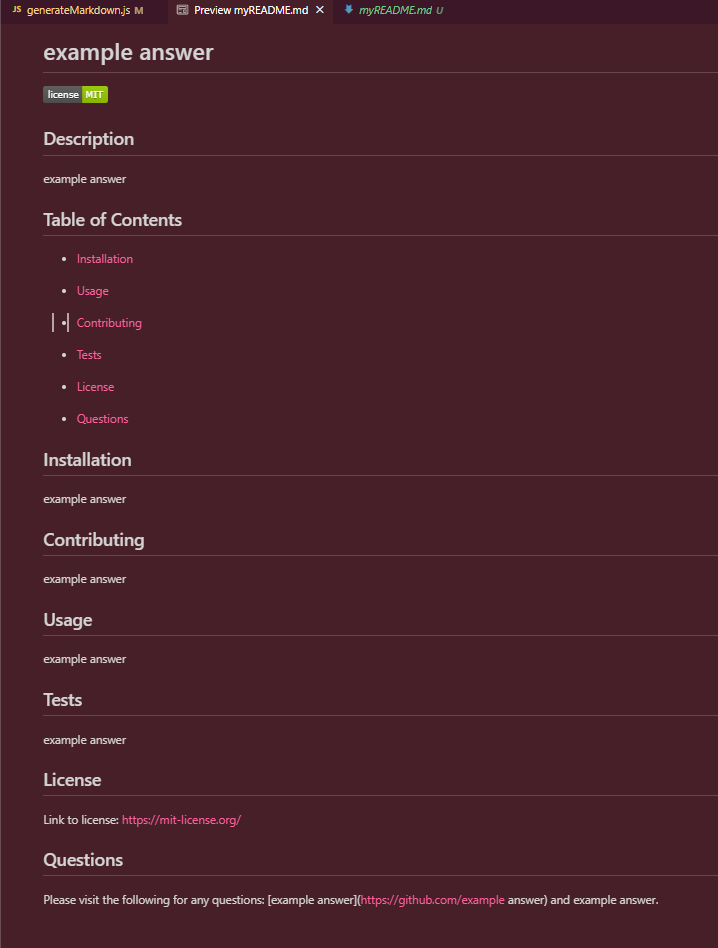 JS generateMarkdown.js M
Preview myREADME.md ×
myREADME.md U
example answer
license MIT
Description
example answer
Table of Contents
• Installation
• Usage
• Contributing
• Tests
• License
• Questions
Installation
example answer
Contributing
example answer
Usage
example answer
Tests
example answer
License
Link to license: https://mit-license.org/
Questions
Please visit the following for any questions: [example answer](https://github.com/example answer) and example answer.